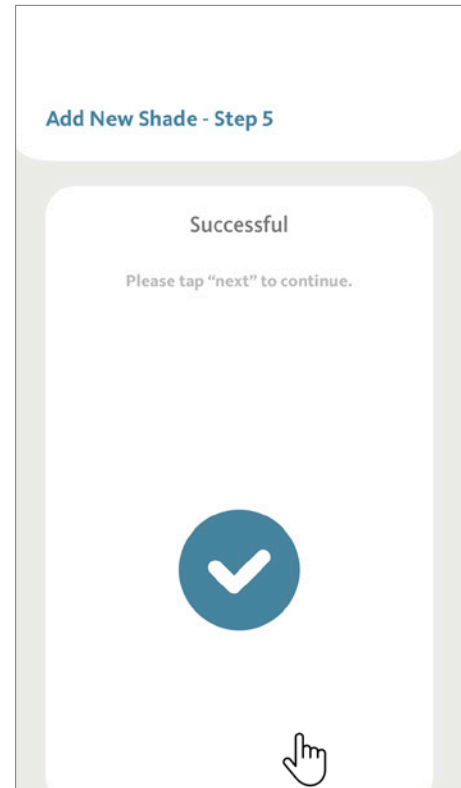 Add New Shade - Step 5
Successful
Please tap “next” to continue.